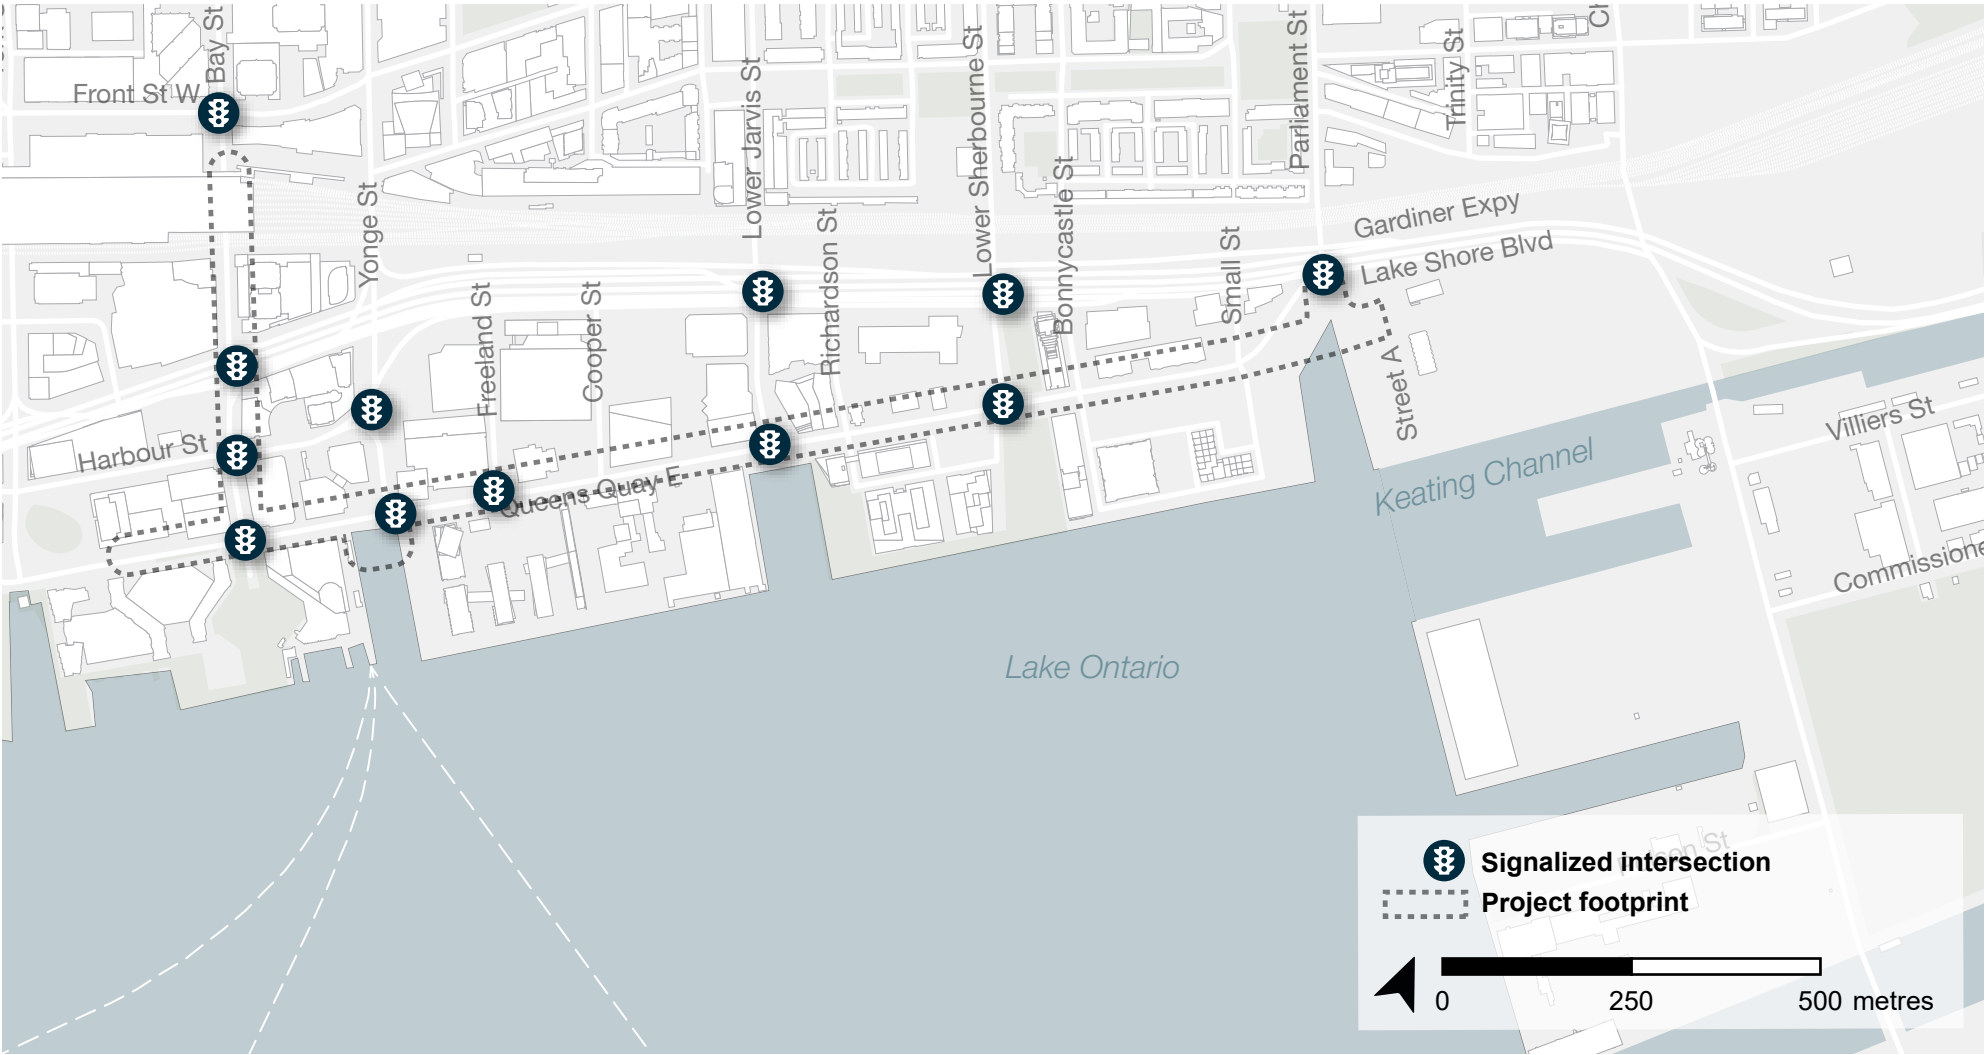 Bay St
Front St W
Yonge St
Freeland St
Cooper St
Lower Jarvis St
Richardson St
Lower Sherbourne St
Bonnycastle St
Small St
Parliament St
Trinity St
Ch
Gardiner Expy
Lake Shore Blvd
Street A
Harbour St
Queens Quay E
Keating Channel
Villiers St
Commissione
Lake Ontario
Signalized intersection
Project footprint
0 250 500 metres